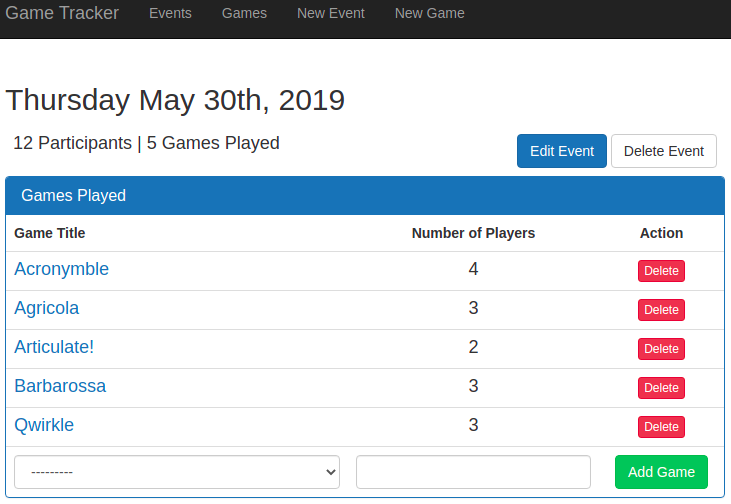 Game Tracker Events Games New Event New Game
Thursday May 30th, 2019
12 Participants | 5 Games Played Edit Event Delete Event
Games Played
Game Title Number of Players Action
Acronymble 4 Delete
Agricola 3 Delete
Articulate! 2 Delete
Barbarossa 3 Delete
Qwirkle 3 Delete
--------- Add Game